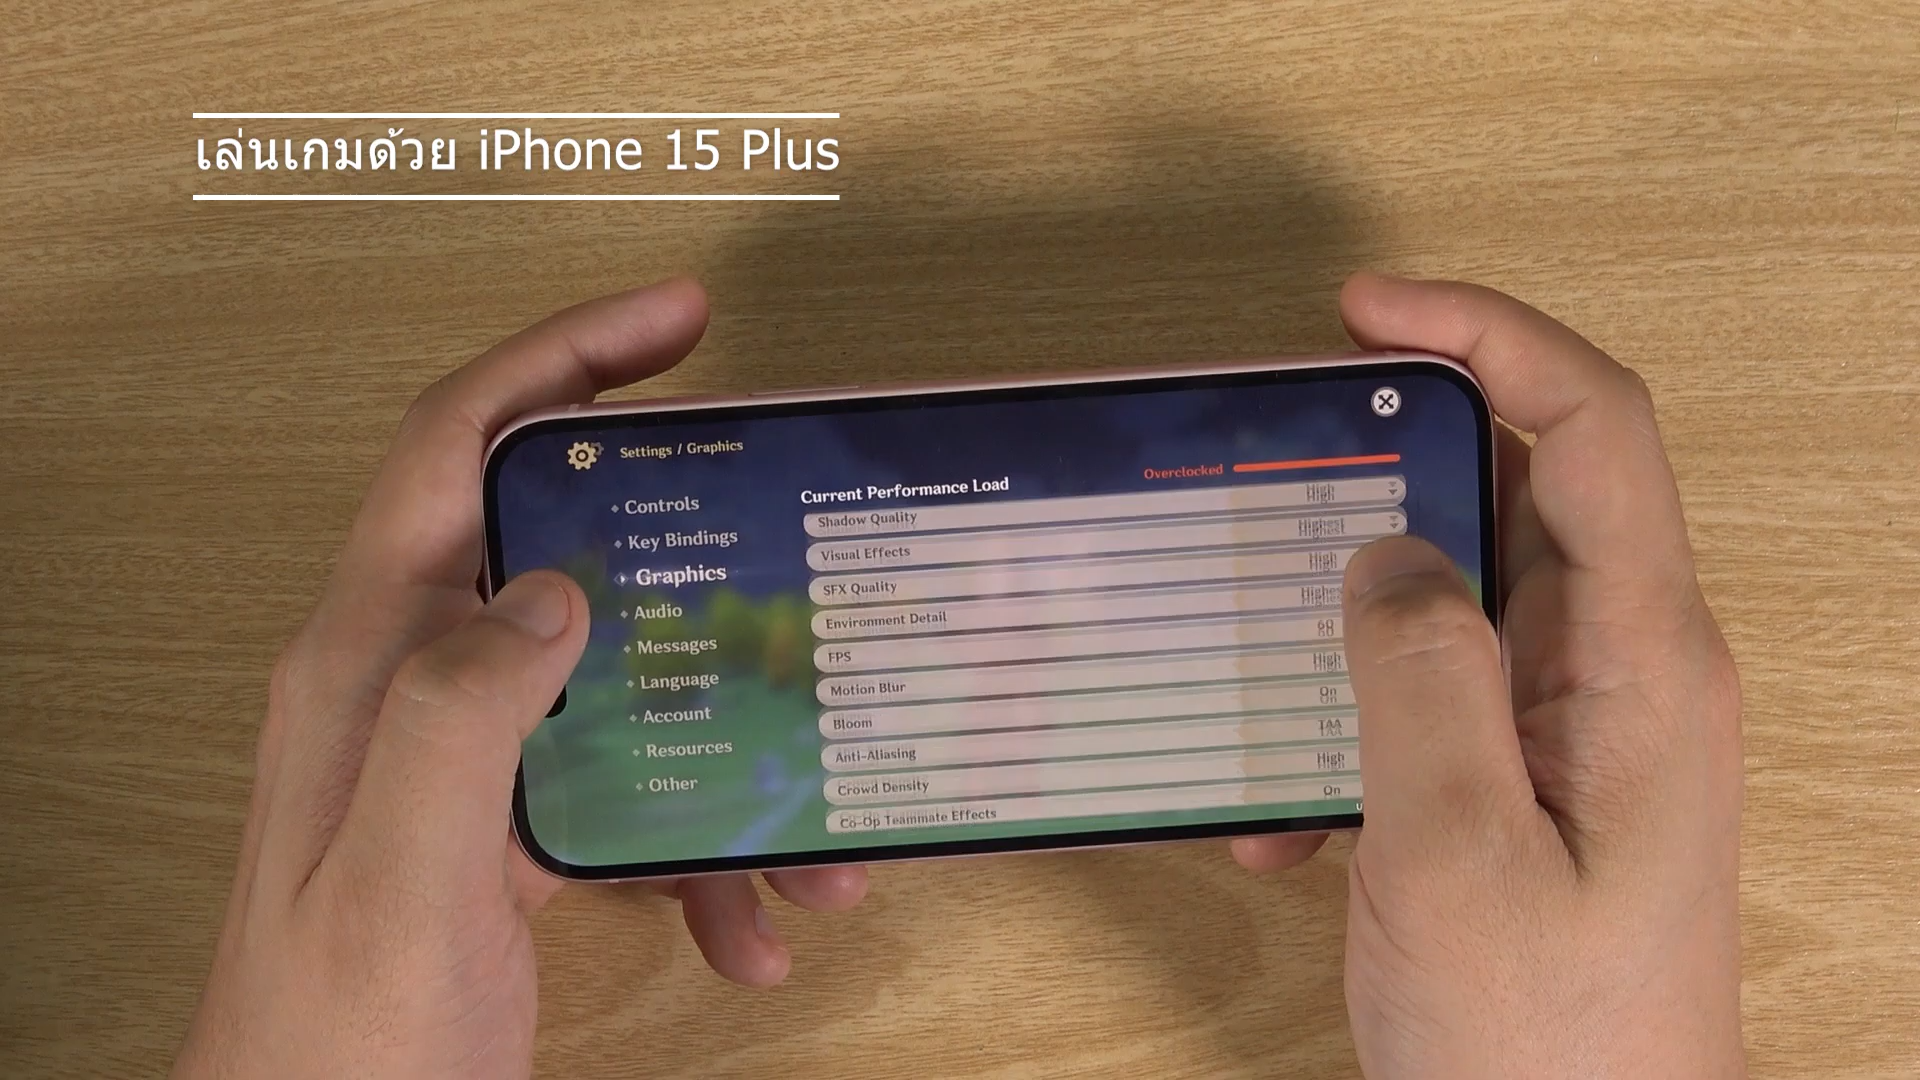 เล่นเกมด้วย iPhone 15 Plus
Settings / Graphics
Controls
Key Bindings
Graphics
Audio
Messages
Language
Account
Resources
Other
Current Performance Load Overclocked
Shadow Quality High
Visual Effects Highest
SFX Quality High
Environment Detail
FPS 60
Motion Blur High
Bloom On
Anti-Aliasing TAA
Crowd Density High
Co-Op Teammate Effects On